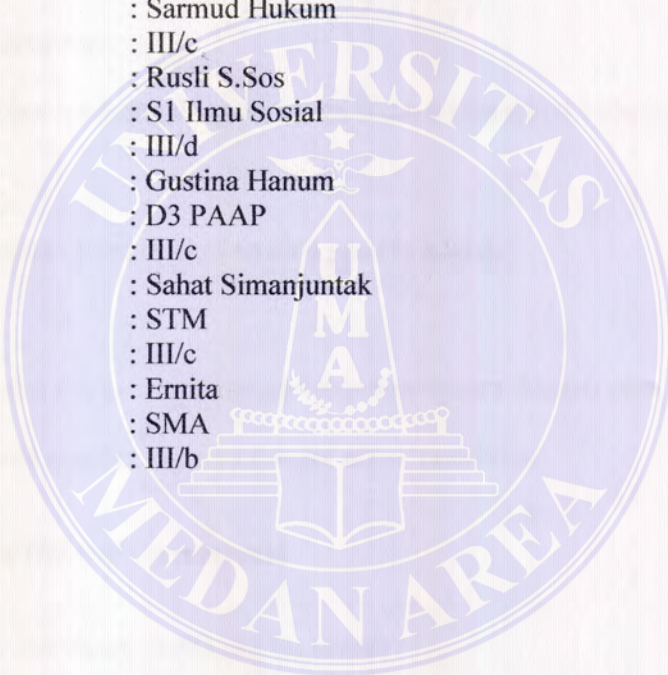 : Sarmud Hukum
: III/c
: Rusli S.Sos
: S1 Ilmu Sosial
: III/d
: Gustina Hanum
: D3 PAAP
: III/c
: Sahat Simanjuntak
: STM
: III/c
: Ernita
: SMA
: III/b
UNIVERSITAS
UMA
MEDAN AREA